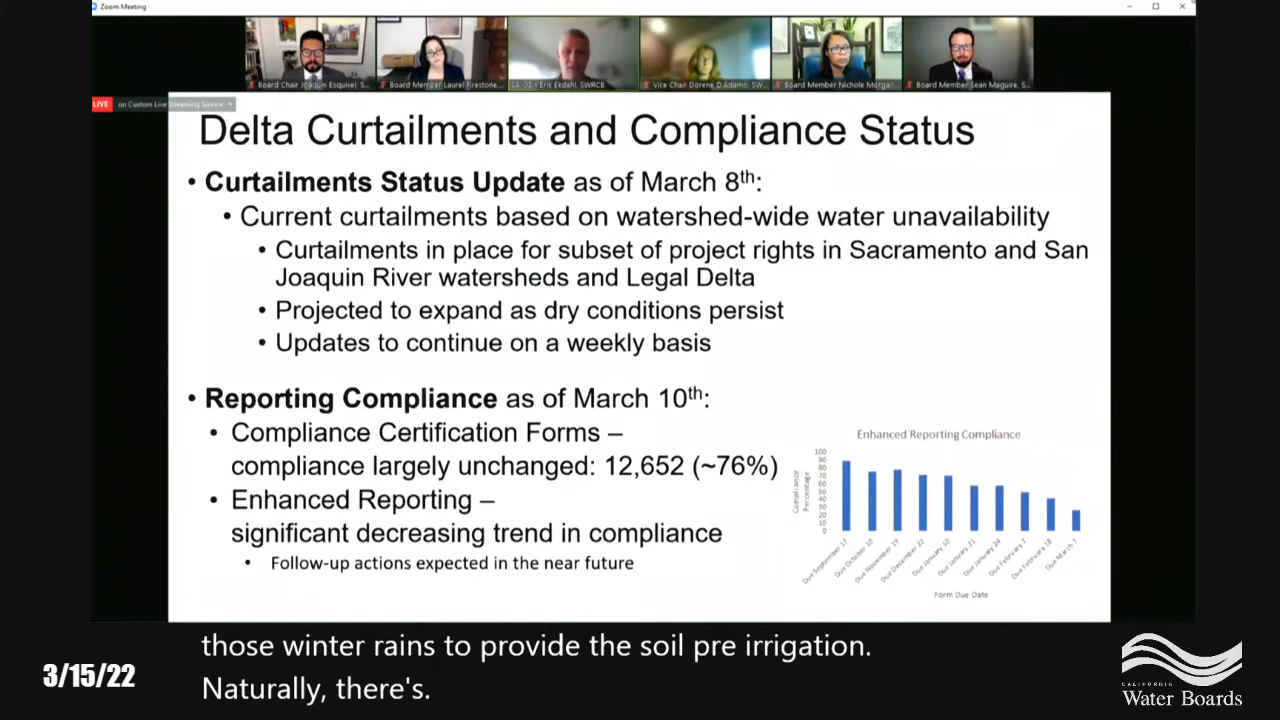 Zoom Meeting
Board Chair Joaquin Esquivel, S...
Board Member Laurel Firestone...
Erik Ekdahl, SWRCB
Vice Chair Dorene D'Adamo, SW...
Board Member Nichole Morgan...
Board Member Sean Maguire, S...
LIVE on Custom Live Streaming Service
Delta Curtailments and Compliance Status
• Curtailments Status Update as of March 8th:
• Current curtailments based on watershed-wide water unavailability
• Curtailments in place for subset of project rights in Sacramento and San
Joaquin River watersheds and Legal Delta
• Projected to expand as dry conditions persist
• Updates to continue on a weekly basis
• Reporting Compliance as of March 10th:
• Compliance Certification Forms –
compliance largely unchanged: 12,652 (~76%)
• Enhanced Reporting –
significant decreasing trend in compliance
• Follow-up actions expected in the near future
Enhanced Reporting Compliance
Compliance
Percentage
100
90
80
70
60
50
40
30
20
10
0
Due September 17
Due October 10
Due November 19
Due December 22
Due January 10
Due January 21
Due January 24
Due February 7
Due February 18
Due March 7
Form Due Date
those winter rains to provide the soil pre irrigation.
Naturally, there's.
3/15/22
CALIFORNIA
Water Boards